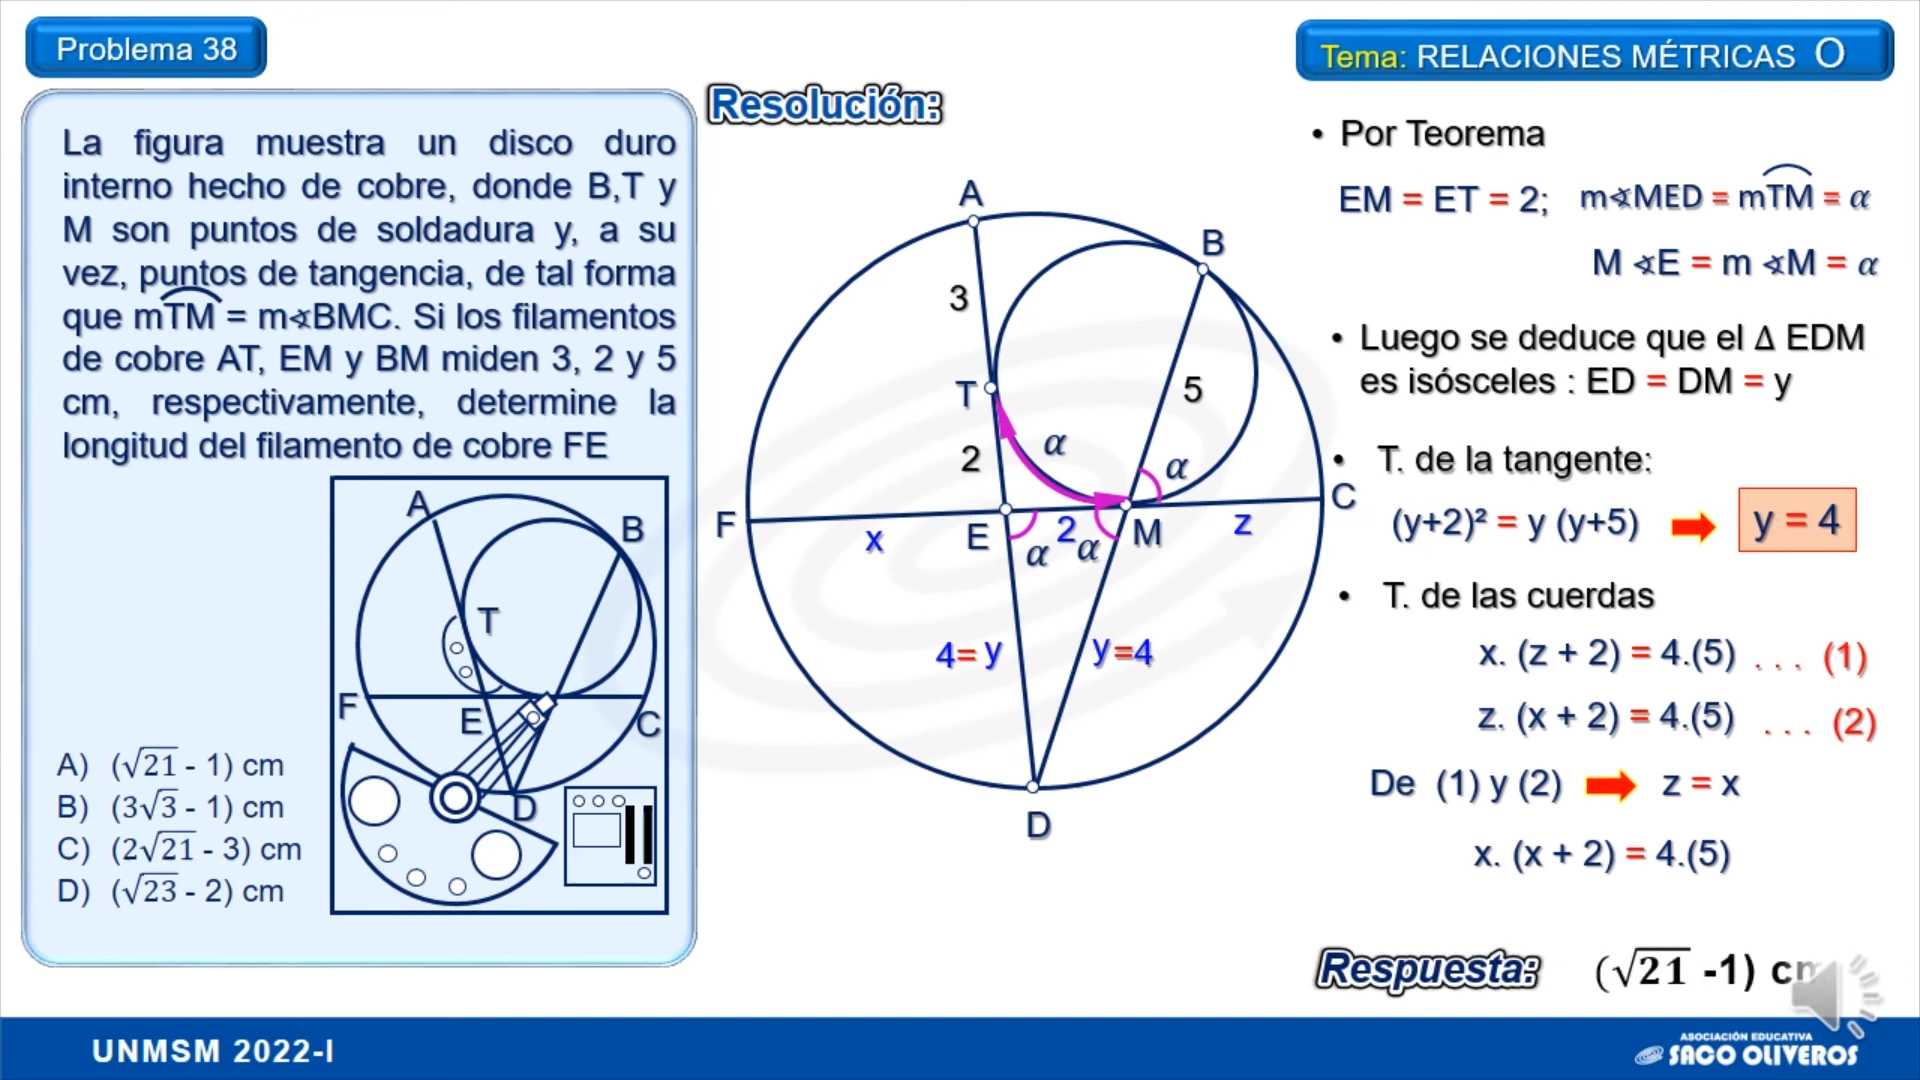 Problema 38
Tema: RELACIONES MÉTRICAS O
La figura muestra un disco duro
interno hecho de cobre, donde B,T y
M son puntos de soldadura y, a su
vez, puntos de tangencia, de tal forma
que mTM = m∢BMC. Si los filamentos
de cobre AT, EM y BM miden 3, 2 y 5
cm, respectivamente, determine la
longitud del filamento de cobre FE
A
B
T
F
E
C
D
A) (√21 - 1) cm
B) (3√3 - 1) cm
C) (2√21 - 3) cm
D) (√23 - 2) cm
Resolución:
A
B
3
T
5
2
α
α
F
x
E
α
2
α
M
z
C
4= y
y=4
D
• Por Teorema
EM = ET = 2; m∢MED = mTM = α
M ∢E = m ∢M = α
• Luego se deduce que el Δ EDM
es isósceles : ED = DM = y
• T. de la tangente:
(y+2)² = y (y+5) y = 4
• T. de las cuerdas
x. (z + 2) = 4.(5) . . . (1)
z. (x + 2) = 4.(5) . . . (2)
De (1) y (2) z = x
x. (x + 2) = 4.(5)
Respuesta: (√21 -1) cm
UNMSM 2022-I
ASOCIACIÓN EDUCATIVA
SACO OLIVEROS